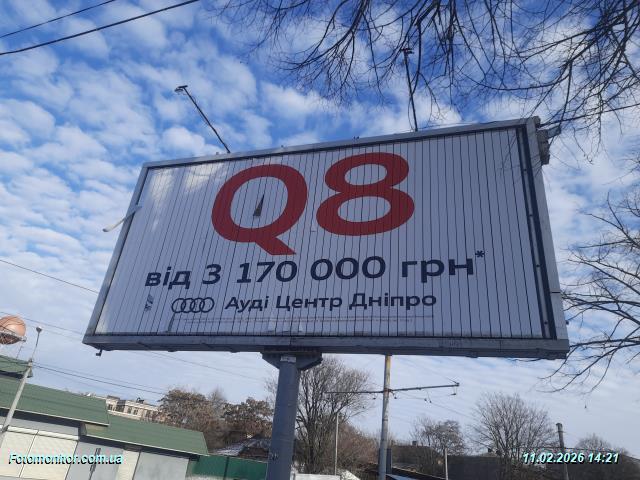 Q8
від 3 170 000 грн*
Ауді Центр Дніпро
Fotomonitor.com.ua
11.02.2026 14:21